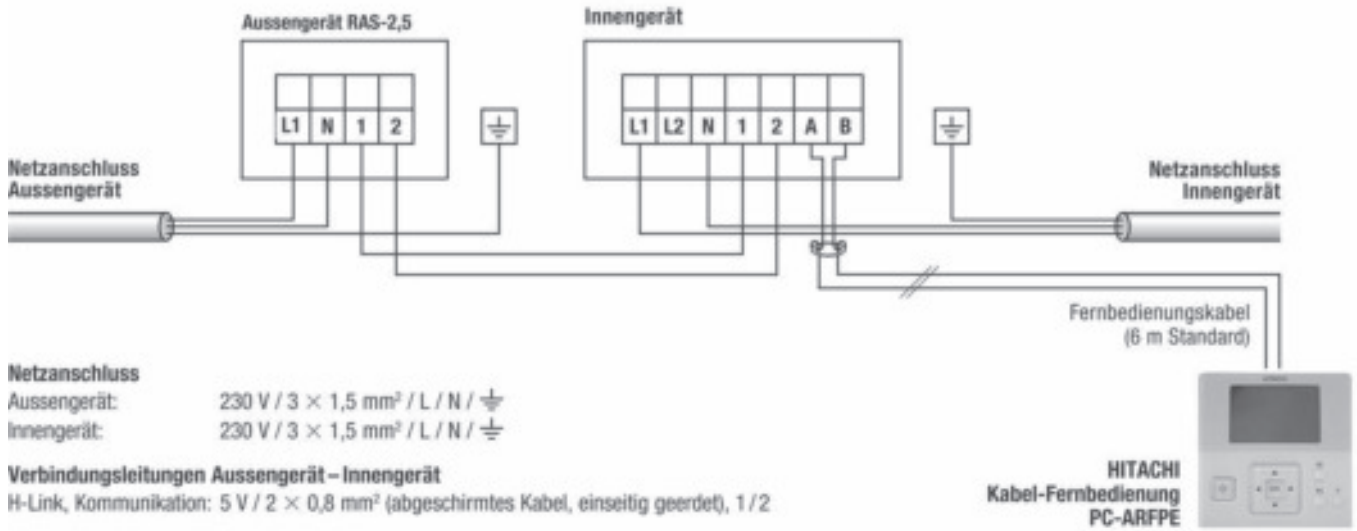 Aussengerät RAS-2,5
Innengerät
L1 N 1 2
L1 L2 N 1 2 A B
Netzanschluss
Aussengerät
Netzanschluss
Innengerät
Fernbedienungskabel
(6 m Standard)
Netzanschluss
Aussengerät: 230 V / 3 × 1,5 mm² / L / N / ⏚
Innengerät: 230 V / 3 × 1,5 mm² / L / N / ⏚
Verbindungsleitungen Aussengerät – Innengerät
H-Link, Kommunikation: 5 V / 2 × 0,8 mm² (abgeschirmtes Kabel, einseitig geerdet), 1 / 2
HITACHI
Kabel-Fernbedienung
PC-ARFPE